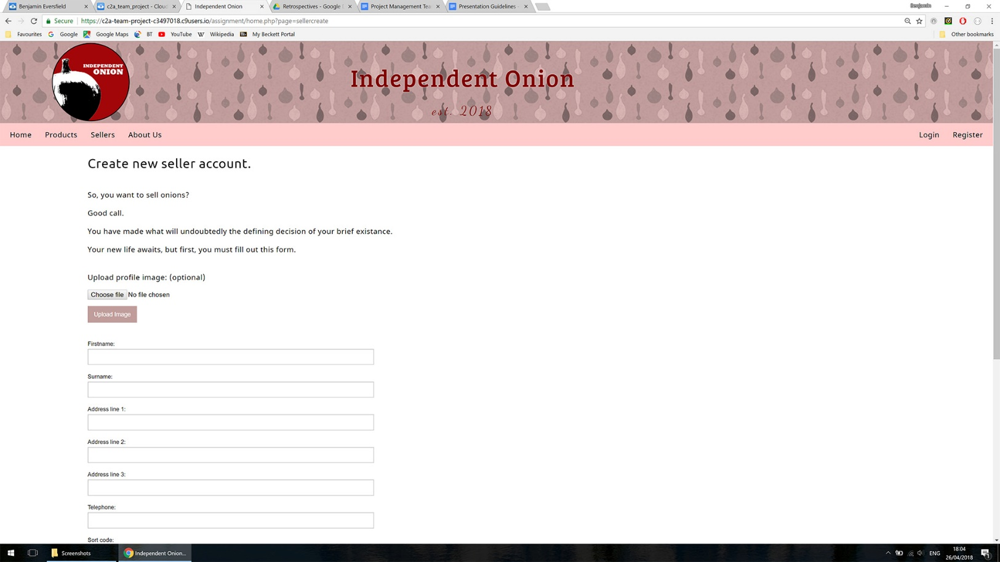 Benjamin Eversfield
c2a_team_project - Cloud
Independent Onion
Retrospectives - Google
Project Management Tea
Presentation Guidelines -
Benjamin
Secure
https://c2a-team-project-c3497018.c9users.io/assignment/home.php?page=sellercreate
Favourites
Google
Google Maps
BT
YouTube
Wikipedia
My Beckett Portal
Other bookmarks
INDEPENDENT
ONION
Independent Onion
est. 2018
Home
Products
Sellers
About Us
Login
Register
Create new seller account.
So, you want to sell onions?
Good call.
You have made what will undoubtedly the defining decision of your brief existance.
Your new life awaits, but first, you must fill out this form.
Upload profile image: (optional)
Choose file No file chosen
Upload Image
Firstname:
Surname:
Address line 1:
Address line 2:
Address line 3:
Telephone:
Sort code:
Screenshots
Independent Onion...
ENG
18:04
26/04/2018